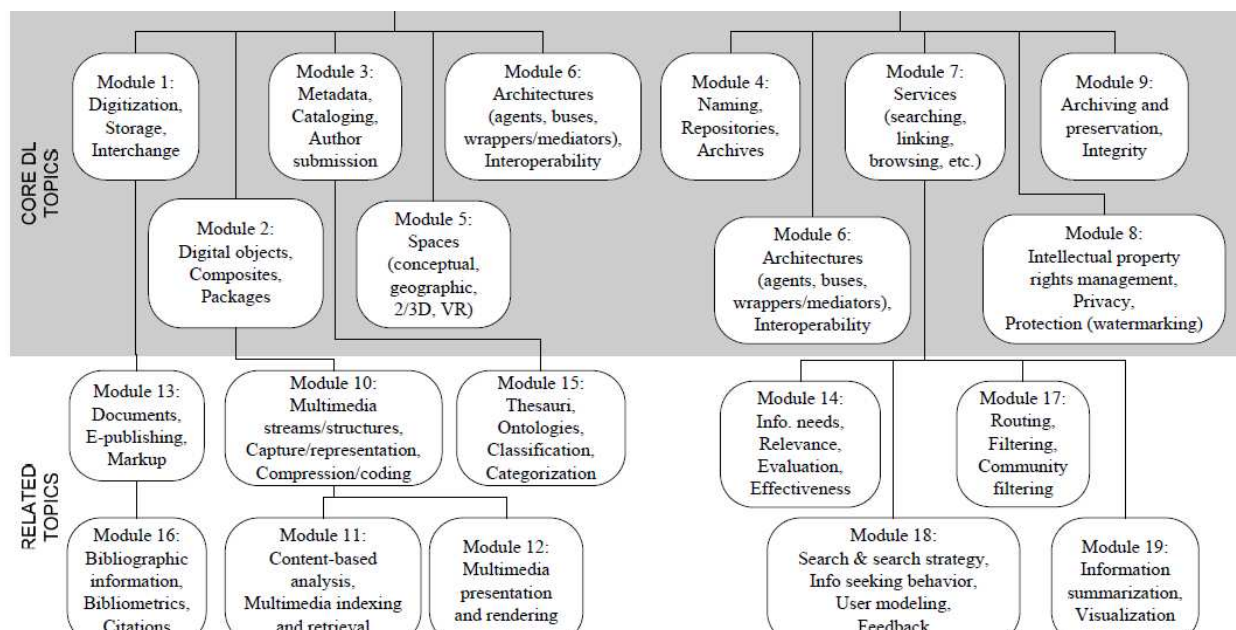 CORE DL
TOPICS
Module 1:
Digitization,
Storage,
Interchange
Module 3:
Metadata,
Cataloging,
Author
submission
Module 6:
Architectures
(agents, buses,
wrappers/mediators),
Interoperability
Module 4:
Naming,
Repositories,
Archives
Module 7:
Services
(searching,
linking,
browsing, etc.)
Module 9:
Archiving and
preservation,
Integrity
Module 2:
Digital objects,
Composites,
Packages
Module 5:
Spaces
(conceptual,
geographic,
2/3D, VR)
Module 6:
Architectures
(agents, buses,
wrappers/mediators),
Interoperability
Module 8:
Intellectual property
rights management,
Privacy,
Protection (watermarking)
RELATED
TOPICS
Module 13:
Documents,
E-publishing,
Markup
Module 10:
Multimedia
streams/structures,
Capture/representation,
Compression/coding
Module 15:
Thesauri,
Ontologies,
Classification,
Categorization
Module 14:
Info. needs,
Relevance,
Evaluation,
Effectiveness
Module 17:
Routing,
Filtering,
Community
filtering
Module 16:
Bibliographic
information,
Bibliometrics,
Citations
Module 11:
Content-based
analysis,
Multimedia indexing
and retrieval
Module 12:
Multimedia
presentation
and rendering
Module 18:
Search & search strategy,
Info seeking behavior,
User modeling,
Feedback
Module 19:
Information
summarization,
Visualization